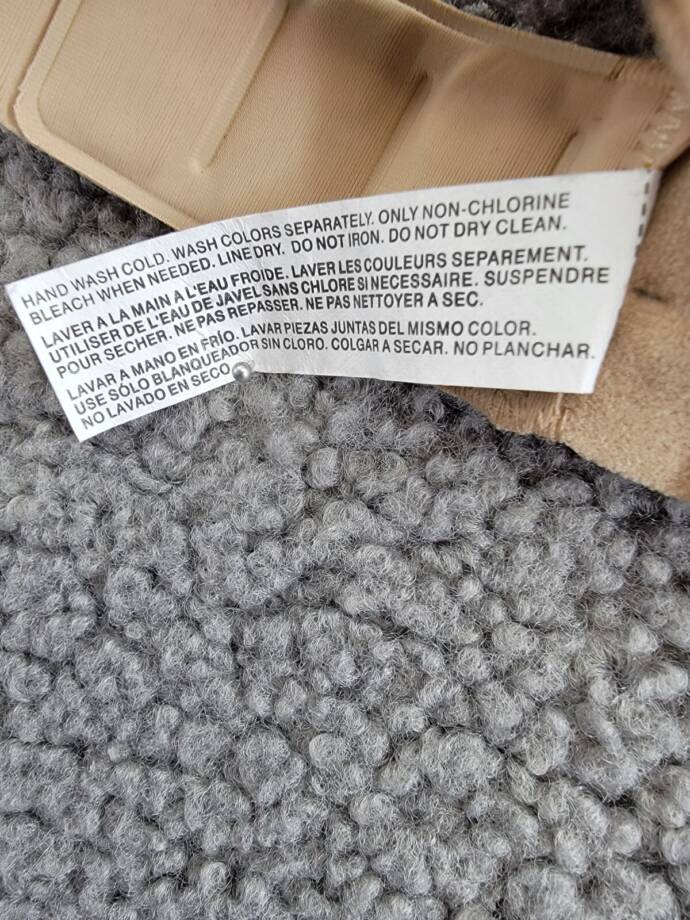 HAND WASH COLD. WASH COLORS SEPARATELY. ONLY NON-CHLORINE
BLEACH WHEN NEEDED. LINE DRY. DO NOT IRON. DO NOT DRY CLEAN.
LAVER A LA MAIN A L'EAU FROIDE. LAVER LES COULEURS SEPAREMENT.
UTILISER DE L'EAU DE JAVEL SANS CHLORE SI NECESSAIRE. SUSPENDRE
POUR SECHER. NE PAS REPASSER. NE PAS NETTOYER A SEC.
LAVAR A MANO EN FRÍO. LAVAR PIEZAS JUNTAS DEL MISMO COLOR.
USE SÓLO BLANQUEADOR SIN CLORO. COLGAR A SECAR. NO PLANCHAR.
NO LAVADO EN SECO.